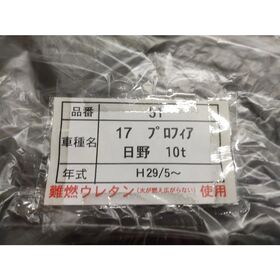 品番 51
車種名 17 プロフィア
日野 10t
年式 H29/5～
難燃ウレタン(火が燃え広がらない)使用